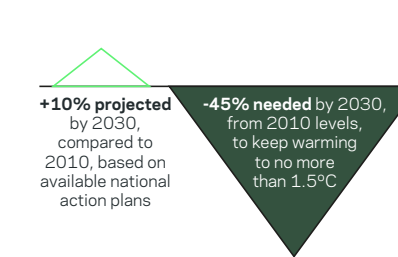 +10% projected
by 2030,
compared to
2010, based on
available national
action plans
-45% needed by 2030,
from 2010 levels,
to keep warming
to no more
than 1.5°C